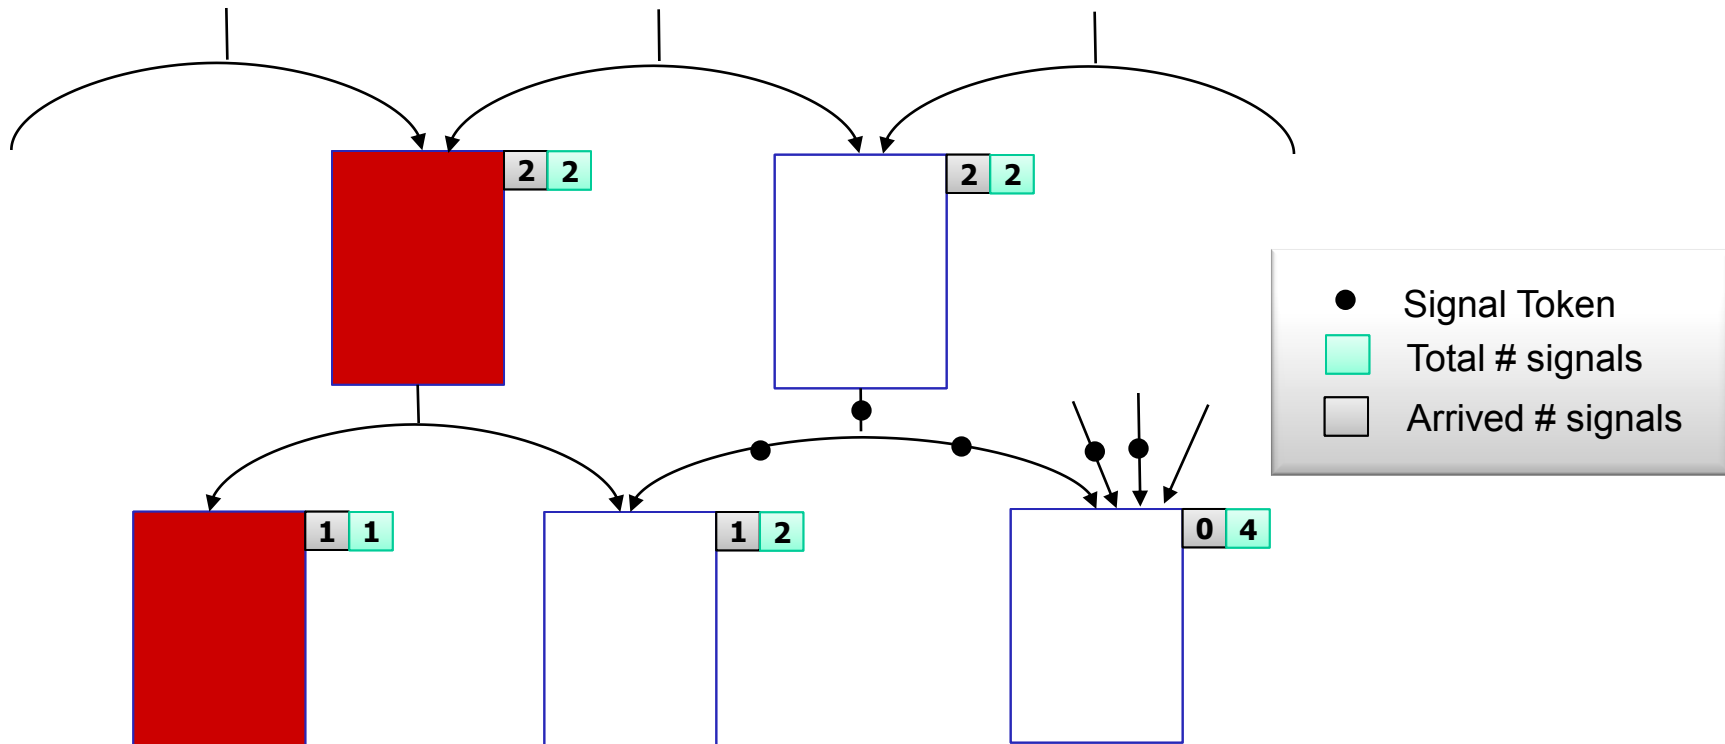 2 2
2 2
Signal Token
Total # signals
Arrived # signals
1 1
1 2
0 4